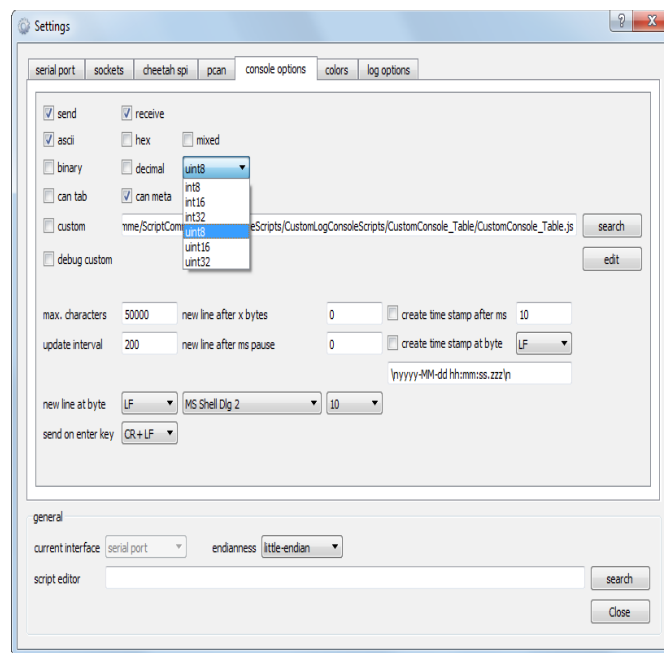 Settings
serial port sockets cheetah spi pcan console options colors log options
send receive
ascii hex mixed
binary decimal uint8
int8
can tab can meta int16
int32
custom mme/ScriptCom uint8 eScripts/CustomLogConsoleScripts/CustomConsole_Table/CustomConsole_Table.js search
uint16
debug custom uint32 edit
max. characters 50000 new line after x bytes 0 create time stamp after ms 10
update interval 200 new line after ms pause 0 create time stamp at byte LF
\nyyyy-MM-dd hh:mm:ss.zzz\n
new line at byte LF MS Shell Dlg 2 10
send on enter key CR+LF
general
current interface serial port endianness little-endian
script editor search
Close